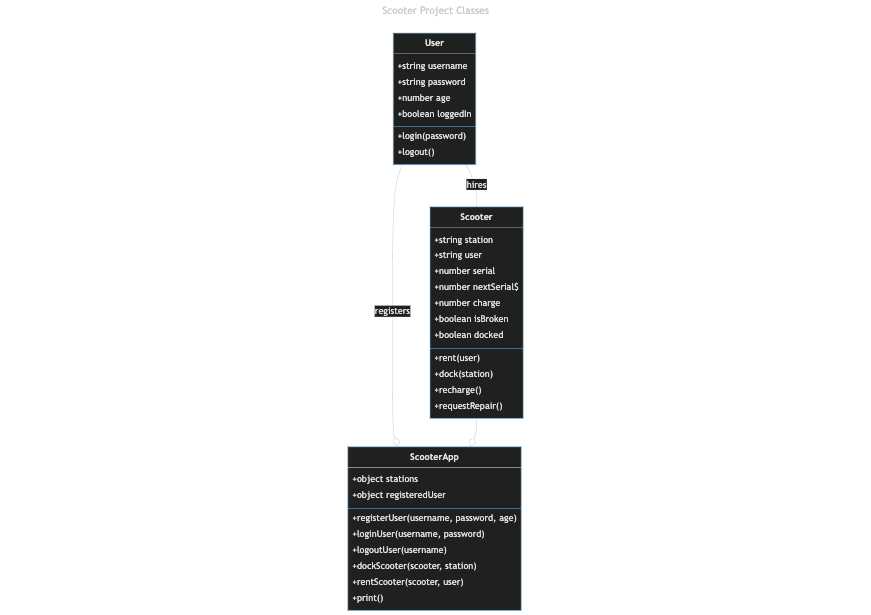 Scooter Project Classes
User
+string username
+string password
+number age
+boolean loggedIn
+login(password)
+logout()
hires
Scooter
+string station
+string user
+number serial
+number nextSerial$
+number charge
+boolean isBroken
+boolean docked
+rent(user)
+dock(station)
+recharge()
+requestRepair()
registers
ScooterApp
+object stations
+object registeredUser
+registerUser(username, password, age)
+loginUser(username, password)
+logoutUser(username)
+dockScooter(scooter, station)
+rentScooter(scooter, user)
+print()